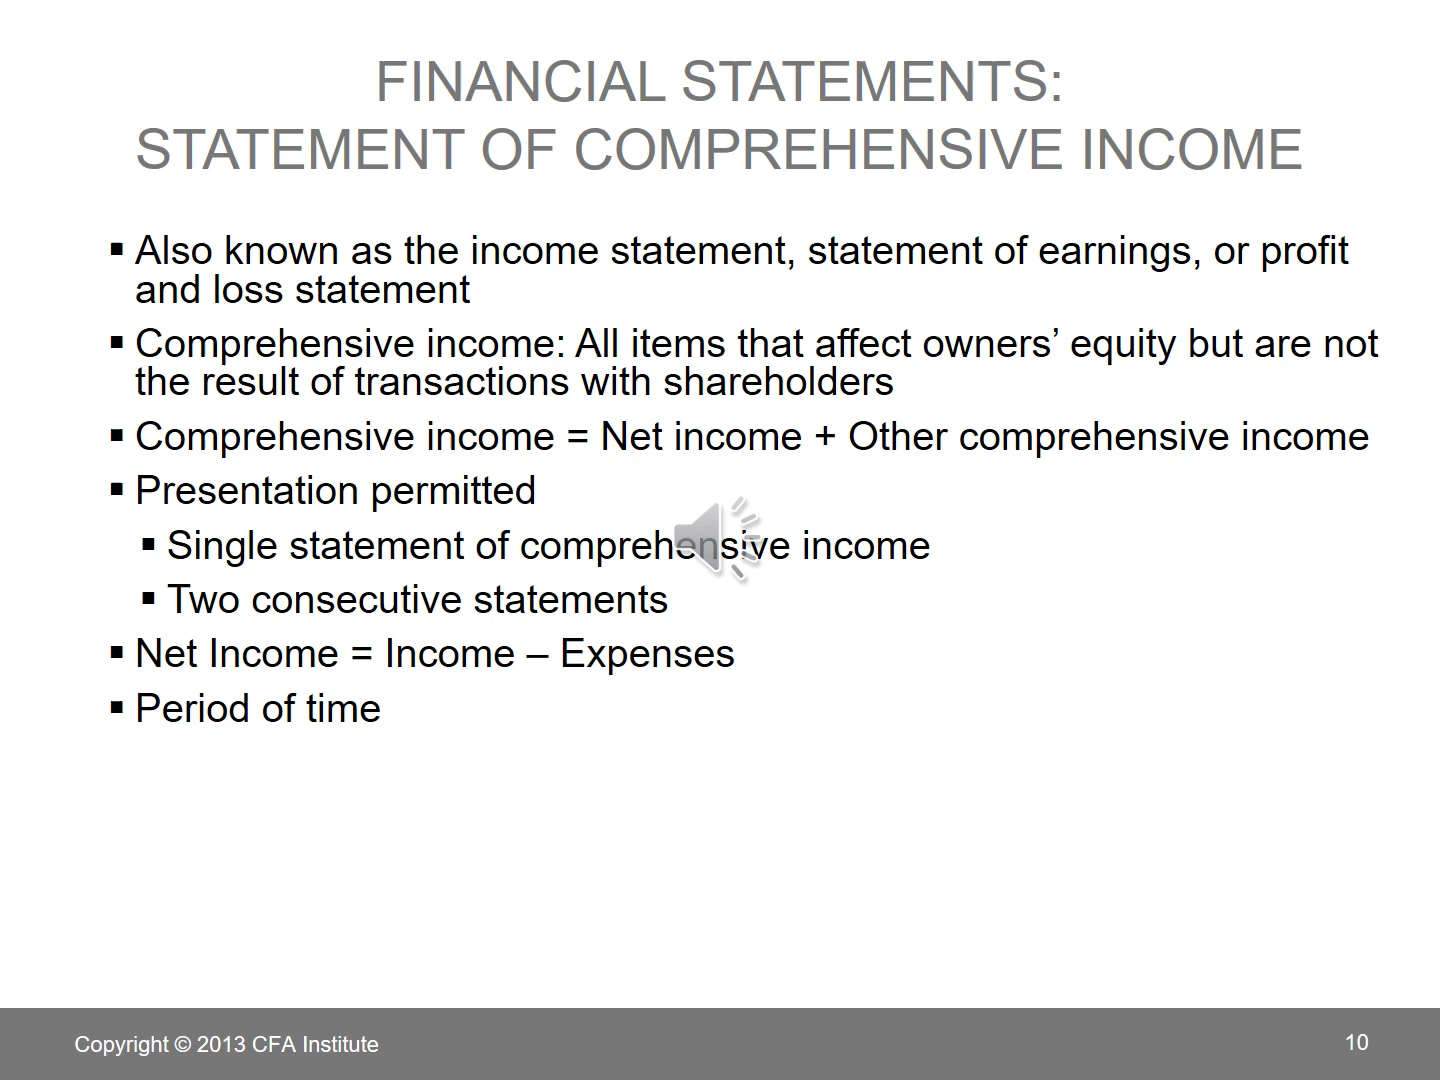 FINANCIAL STATEMENTS:
STATEMENT OF COMPREHENSIVE INCOME
▪ Also known as the income statement, statement of earnings, or profit
and loss statement
▪ Comprehensive income: All items that affect owners’ equity but are not
the result of transactions with shareholders
▪ Comprehensive income = Net income + Other comprehensive income
▪ Presentation permitted
▪ Single statement of comprehensive income
▪ Two consecutive statements
▪ Net Income = Income – Expenses
▪ Period of time
Copyright © 2013 CFA Institute
10